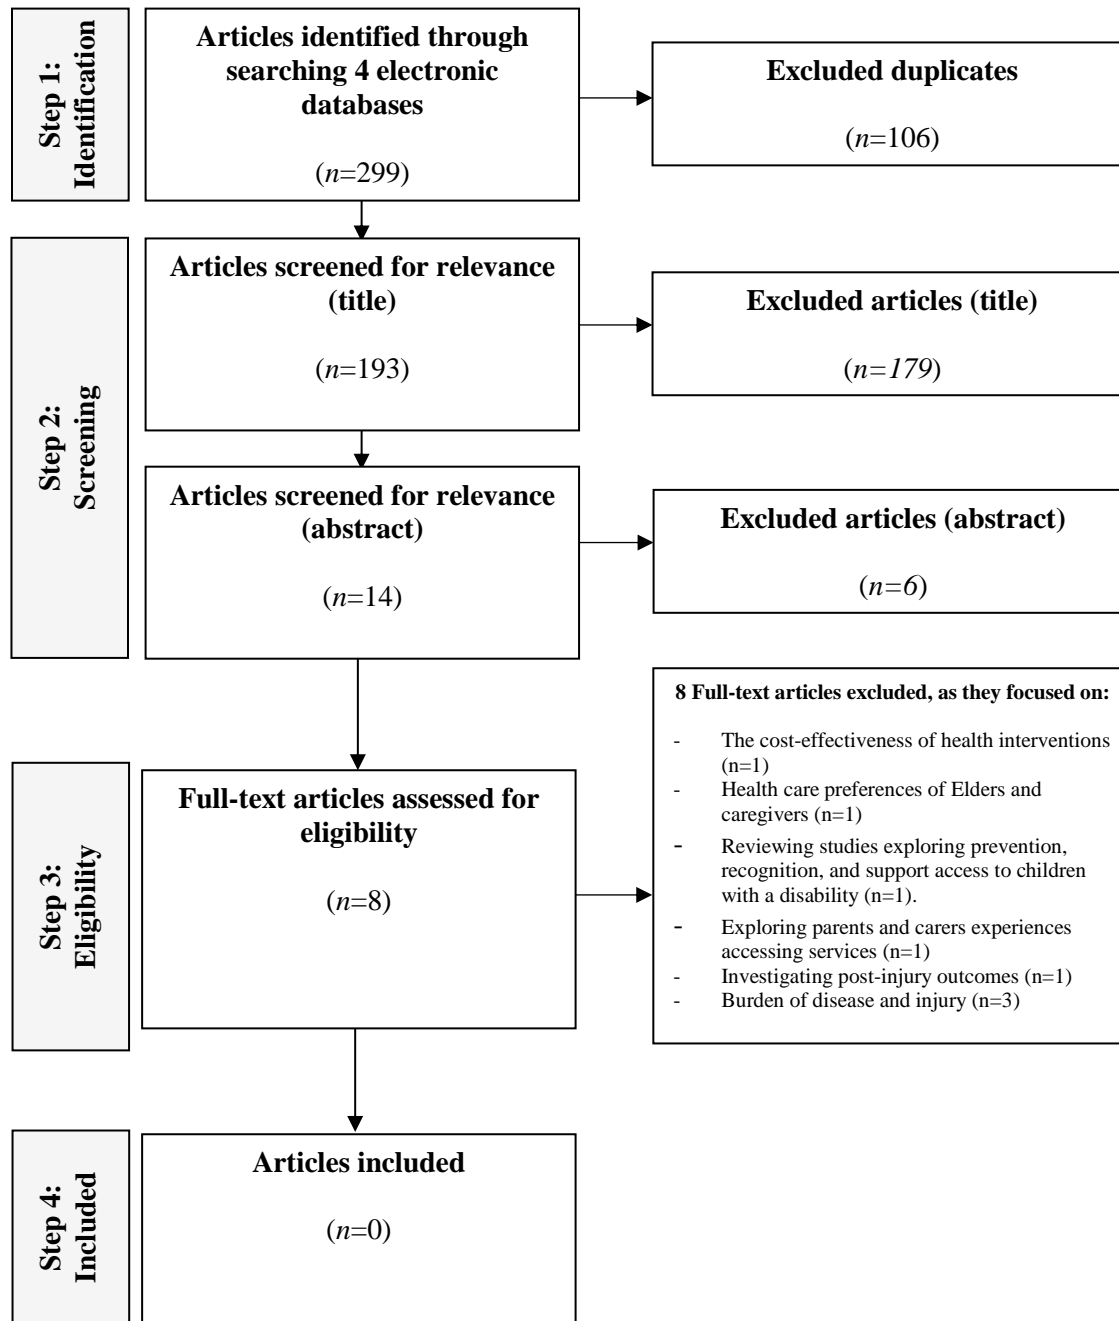 Step 1:
Identification
Articles identified through
searching 4 electronic
databases
(n=299)
Excluded duplicates
(n=106)
Step 2:
Screening
Articles screened for relevance
(title)
(n=193)
Excluded articles (title)
(n=179)
Articles screened for relevance
(abstract)
(n=14)
Excluded articles (abstract)
(n=6)
Step 3:
Eligibility
Full-text articles assessed for
eligibility
(n=8)
8 Full-text articles excluded, as they focused on:
- The cost-effectiveness of health interventions
(n=1)
- Health care preferences of Elders and
caregivers (n=1)
- Reviewing studies exploring prevention,
recognition, and support access to children
with a disability (n=1).
- Exploring parents and carers experiences
accessing services (n=1)
- Investigating post-injury outcomes (n=1)
- Burden of disease and injury (n=3)
Step 4:
Included
Articles included
(n=0)